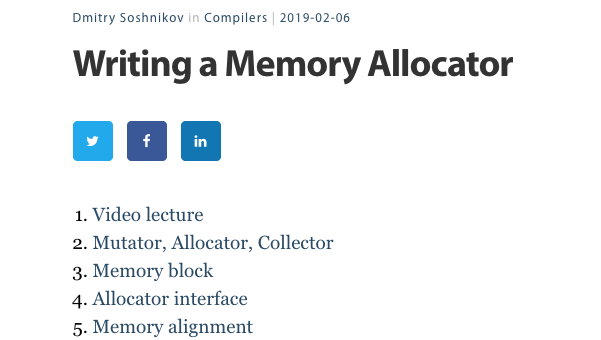 Dmitry Soshnikov in Compilers | 2019-02-06
Writing a Memory Allocator
f
in
1. Video lecture
2. Mutator, Allocator, Collector
3. Memory block
4. Allocator interface
5. Memory alignment